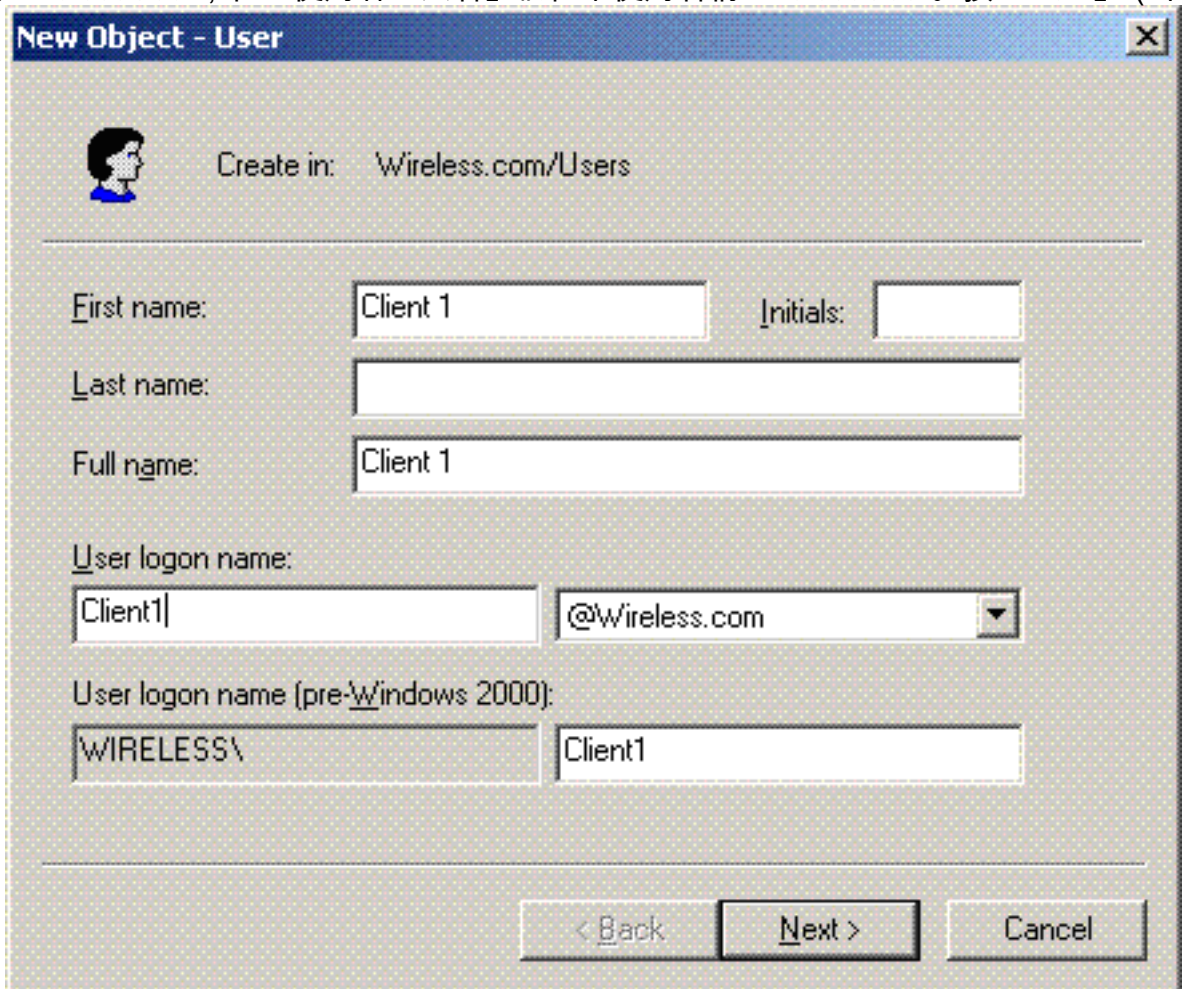 New Object - User
Create in: Wireless.com/Users
First name: Client 1 Initials:
Last name:
Full name: Client 1
User logon name:
Client1 @Wireless.com
User logon name (pre-Windows 2000):
WIRELESS\ Client1
< Back Next > Cancel